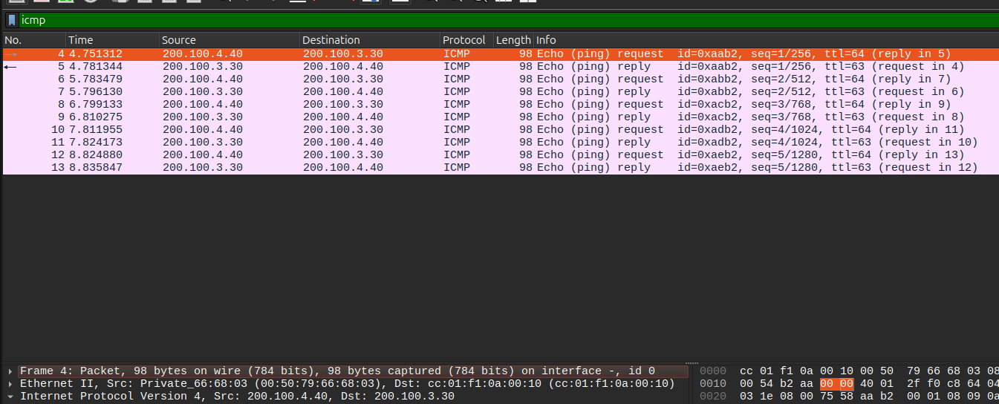 icmp
No. Time Source Destination Protocol Length Info
4 4.751312 200.100.4.40 200.100.3.30 ICMP 98 Echo (ping) request id=0xaab2, seq=1/256, ttl=64 (reply in 5)
5 4.781344 200.100.3.30 200.100.4.40 ICMP 98 Echo (ping) reply id=0xaab2, seq=1/256, ttl=63 (request in 4)
6 5.783479 200.100.4.40 200.100.3.30 ICMP 98 Echo (ping) request id=0xabb2, seq=2/512, ttl=64 (reply in 7)
7 5.796130 200.100.3.30 200.100.4.40 ICMP 98 Echo (ping) reply id=0xabb2, seq=2/512, ttl=63 (request in 6)
8 6.799133 200.100.4.40 200.100.3.30 ICMP 98 Echo (ping) request id=0xacb2, seq=3/768, ttl=64 (reply in 9)
9 6.810275 200.100.3.30 200.100.4.40 ICMP 98 Echo (ping) reply id=0xacb2, seq=3/768, ttl=63 (request in 8)
10 7.811955 200.100.4.40 200.100.3.30 ICMP 98 Echo (ping) request id=0xadb2, seq=4/1024, ttl=64 (reply in 11)
11 7.824173 200.100.3.30 200.100.4.40 ICMP 98 Echo (ping) reply id=0xadb2, seq=4/1024, ttl=63 (request in 10)
12 8.824880 200.100.4.40 200.100.3.30 ICMP 98 Echo (ping) request id=0xaeb2, seq=5/1280, ttl=64 (reply in 13)
13 8.835847 200.100.3.30 200.100.4.40 ICMP 98 Echo (ping) reply id=0xaeb2, seq=5/1280, ttl=63 (request in 12)
Frame 4: Packet, 98 bytes on wire (784 bits), 98 bytes captured (784 bits) on interface -, id 0
Ethernet II, Src: Private_66:68:03 (00:50:79:66:68:03), Dst: cc:01:f1:0a:00:10 (cc:01:f1:0a:00:10)
Internet Protocol Version 4, Src: 200.100.4.40, Dst: 200.100.3.30
0000 cc 01 f1 0a 00 10 00 50 79 66 68 03 08
0010 00 54 b2 aa 00 00 40 01 2f f0 c8 64 04
0020 03 1e 08 00 75 58 aa b2 00 01 08 09 0a